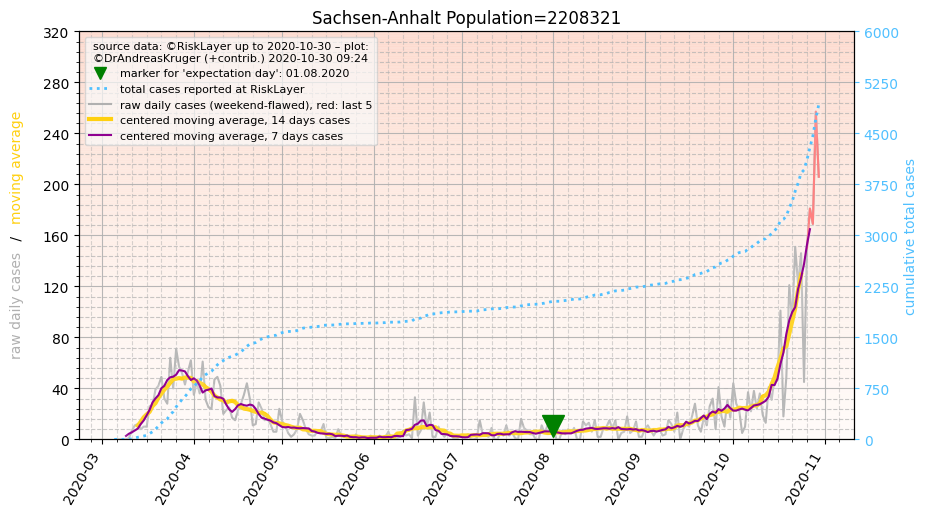 Sachsen-Anhalt Population=2208321
source data: ©RiskLayer up to 2020-10-30 – plot:
©DrAndreasKruger (+contrib.) 2020-10-30 09:24
marker for 'expectation day': 01.08.2020
total cases reported at RiskLayer
raw daily cases (weekend-flawed), red: last 5
centered moving average, 14 days cases
centered moving average, 7 days cases
raw daily cases / moving average
320
280
240
200
160
120
80
40
0
6000
5250
4500
3750
3000
2250
1500
750
0
cumulative total cases
2020-03
2020-04
2020-05
2020-06
2020-07
2020-08
2020-09
2020-10
2020-11